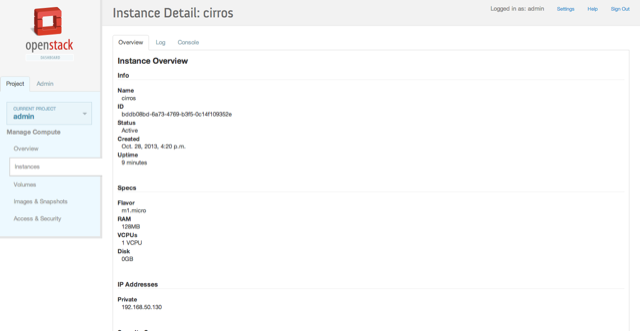 Instance Detail: cirros
Logged in as: admin
Settings
Help
Sign Out
openstack
DASHBOARD
Project
Admin
CURRENT PROJECT
admin
Manage Compute
Overview
Instances
Volumes
Images & Snapshots
Access & Security
Overview
Log
Console
Instance Overview
Info
Name
cirros
ID
bddb08bd-6a73-4769-b3f5-0c14f109352e
Status
Active
Created
Oct. 28, 2013, 4:20 p.m.
Uptime
9 minutes
Specs
Flavor
m1.micro
RAM
128MB
VCPUs
1 VCPU
Disk
0GB
IP Addresses
Private
192.168.50.130